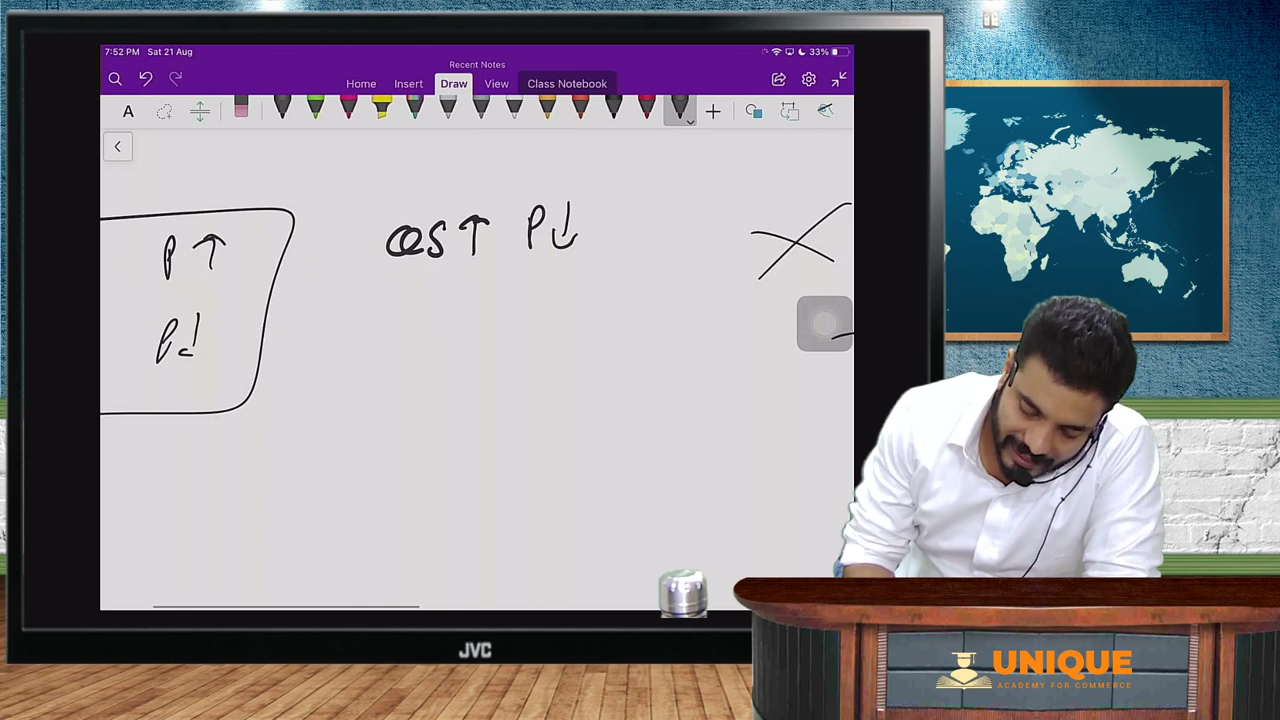 7:52 PM Sat 21 Aug
33%
Recent Notes
Home Insert Draw View Class Notebook
A
P ↑
P ↓
↑ P↓
JVC
UNIQUE
ACADEMY FOR COMMERCE